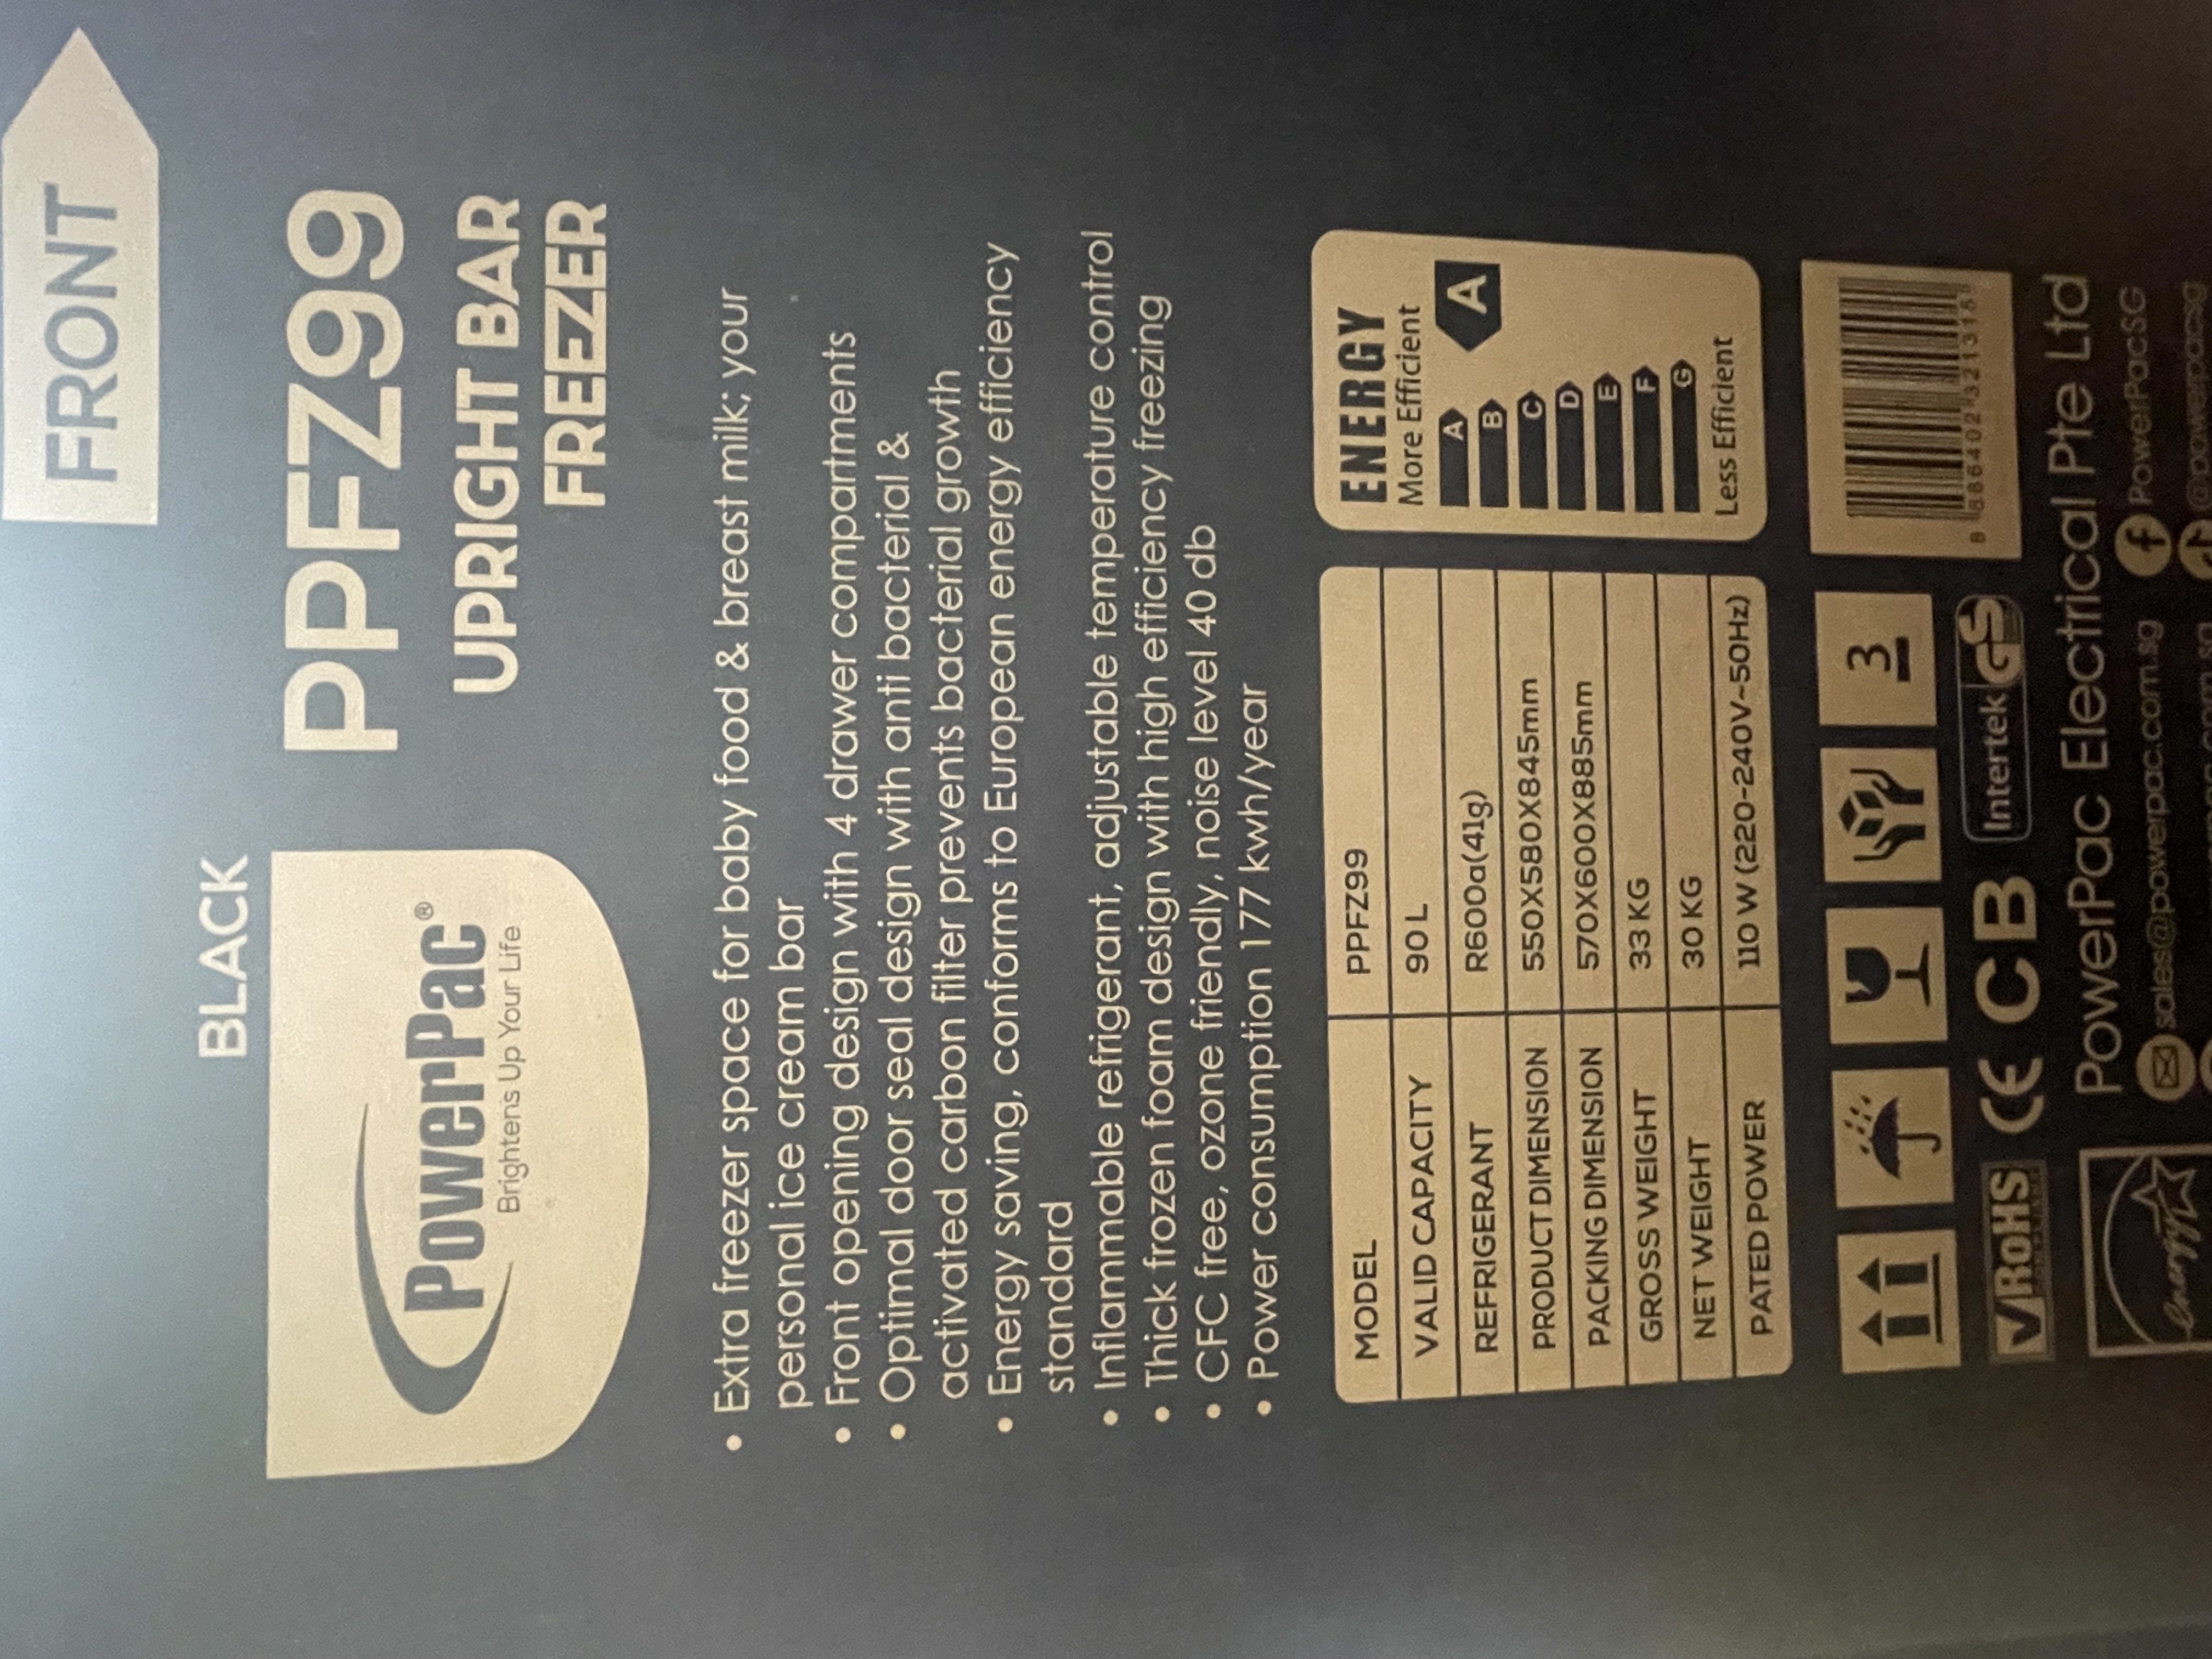 FRONT
BLACK
PowerPac®
Brightens Up Your Life
PPFZ99
UPRIGHT BAR
FREEZER
• Extra freezer space for baby food & breast milk; your
personal ice cream bar
• Front opening design with 4 drawer compartments
• Optimal door seal design with anti bacterial &
activated carbon filter prevents bacterial growth
• Energy saving, conforms to European energy efficiency
standard
• Inflammable refrigerant, adjustable temperature control
• Thick frozen foam design with high efficiency freezing
• CFC free, ozone friendly, noise level 40 db
• Power consumption 177 kwh/year
MODEL PPFZ99
VALID CAPACITY 90 L
REFRIGERANT R600a(41g)
PRODUCT DIMENSION 550X580X845mm
PACKING DIMENSION 570X600X885mm
GROSS WEIGHT 33 KG
NET WEIGHT 30 KG
PATED POWER 110 W (220-240V~50Hz)
ENERGY
More Efficient
A
A
B
C
D
E
F
G
Less Efficient
3
RoHS CE CB Intertek GS
PowerPac Electrical Pte Ltd
sales@powerpac.com.sg PowerPacSG
energy